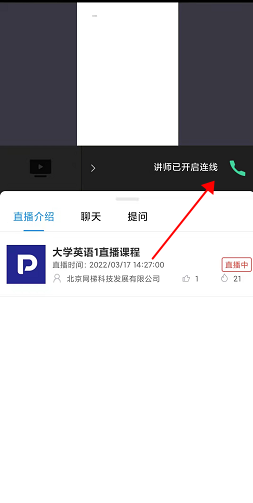 讲师已开启连线
直播介绍 聊天 提问
大学英语1直播课程
直播时间：2022/03/17 14:27:00
直播中
北京网梯科技发展有限公司 1 21